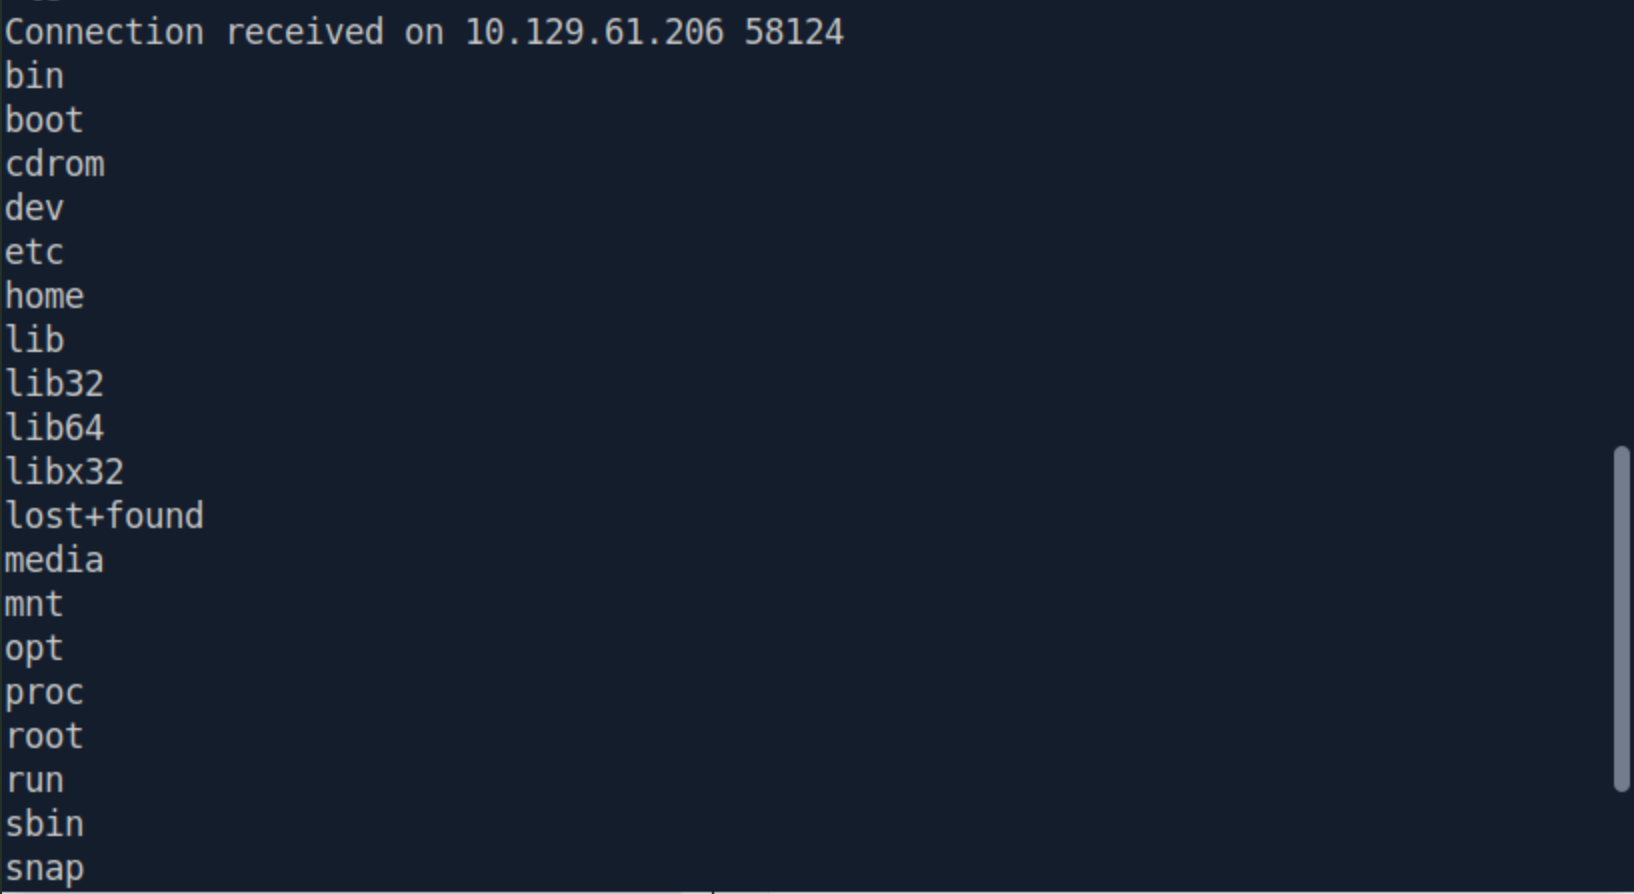 Connection received on 10.129.61.206 58124
bin
boot
cdrom
dev
etc
home
lib
lib32
lib64
libx32
lost+found
media
mnt
opt
proc
root
run
sbin
snap